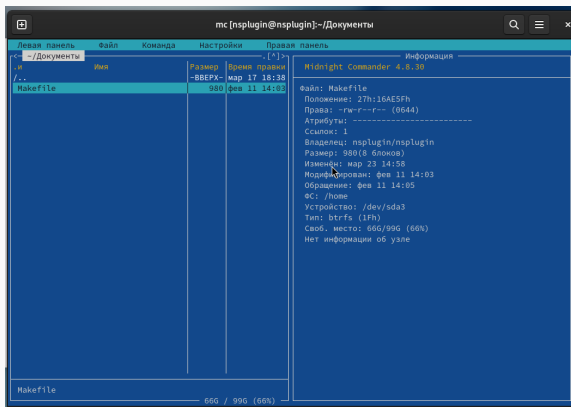 mc [nsplugin@nsplugin]:~/Документы
Левая панель Файл Команда Настройки Правая панель
<- ~/Документы .[^]>
.и Имя Размер Время правки
/.. -ВВЕРХ- мар 17 18:38
Makefile 980 фев 11 14:03
Makefile
66G / 99G (66%)
Информация
Midnight Commander 4.8.30
Файл: Makefile
Положение: 27h:16AE5Fh
Права: -rw-r--r-- (0644)
Атрибуты: ----------------------
Ссылок: 1
Владелец: nsplugin/nsplugin
Размер: 980(8 блоков)
Изменён: мар 23 14:58
Модифицирован: фев 11 14:03
Обращение: фев 11 14:05
ФС: /home
Устройство: /dev/sda3
Тип: btrfs (1Fh)
Своб. место: 66G/99G (66%)
Нет информации об узле